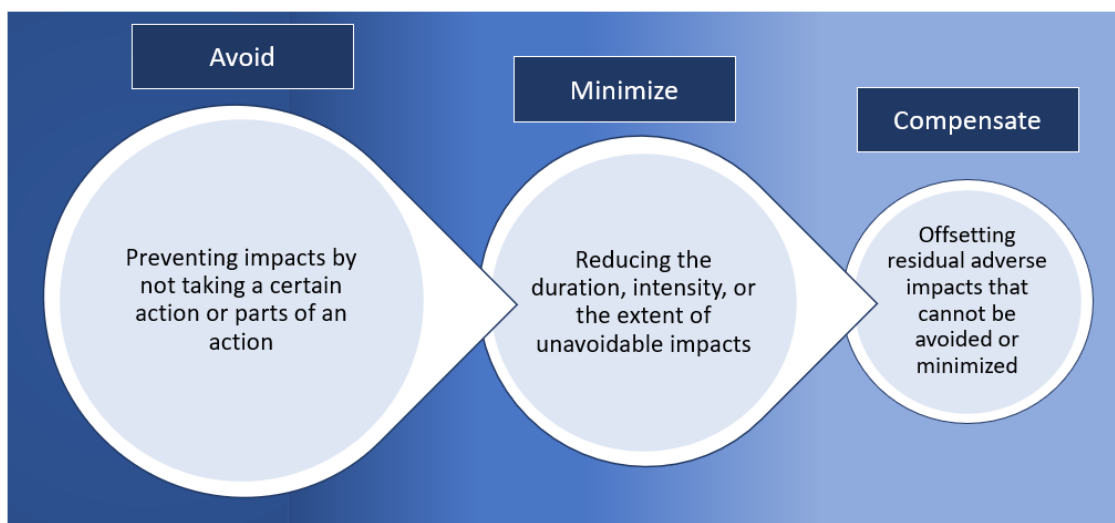 Avoid
Preventing impacts by
not taking a certain
action or parts of an
action
Minimize
Reducing the
duration, intensity, or
the extent of
unavoidable impacts
Compensate
Offsetting
residual adverse
impacts that
cannot be
avoided or
minimized